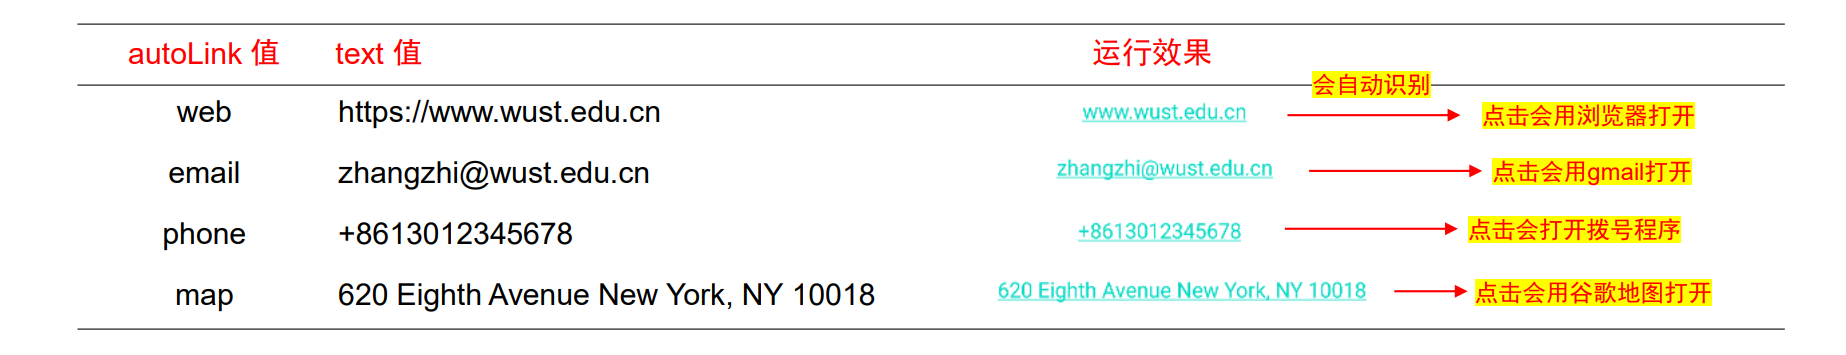 autoLink 值 text 值 运行效果
会自动识别
web https://www.wust.edu.cn www.wust.edu.cn 点击会用浏览器打开
email zhangzhi@wust.edu.cn zhangzhi@wust.edu.cn 点击会用gmail打开
phone +8613012345678 +8613012345678 点击会打开拨号程序
map 620 Eighth Avenue New York, NY 10018 620 Eighth Avenue New York, NY 10018 点击会用谷歌地图打开